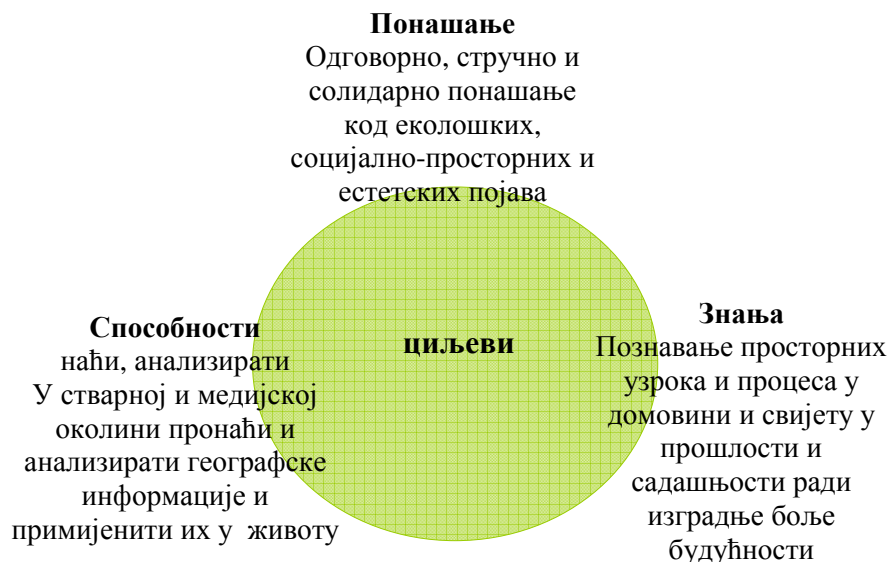 Понашање
Одговорно, стручно и
солидарно понашање
код еколошких,
социјално-просторних и
естетских појава
Способности
наћи, анализирати
У стварној и медијској
околини пронаћи и
анализирати географске
информације и
примијенити их у животу
циљеви
Знања
Познавање просторних
узрока и процеса у
домовини и свијету у
прошлости и
садашњости ради
изградње боље
будућности